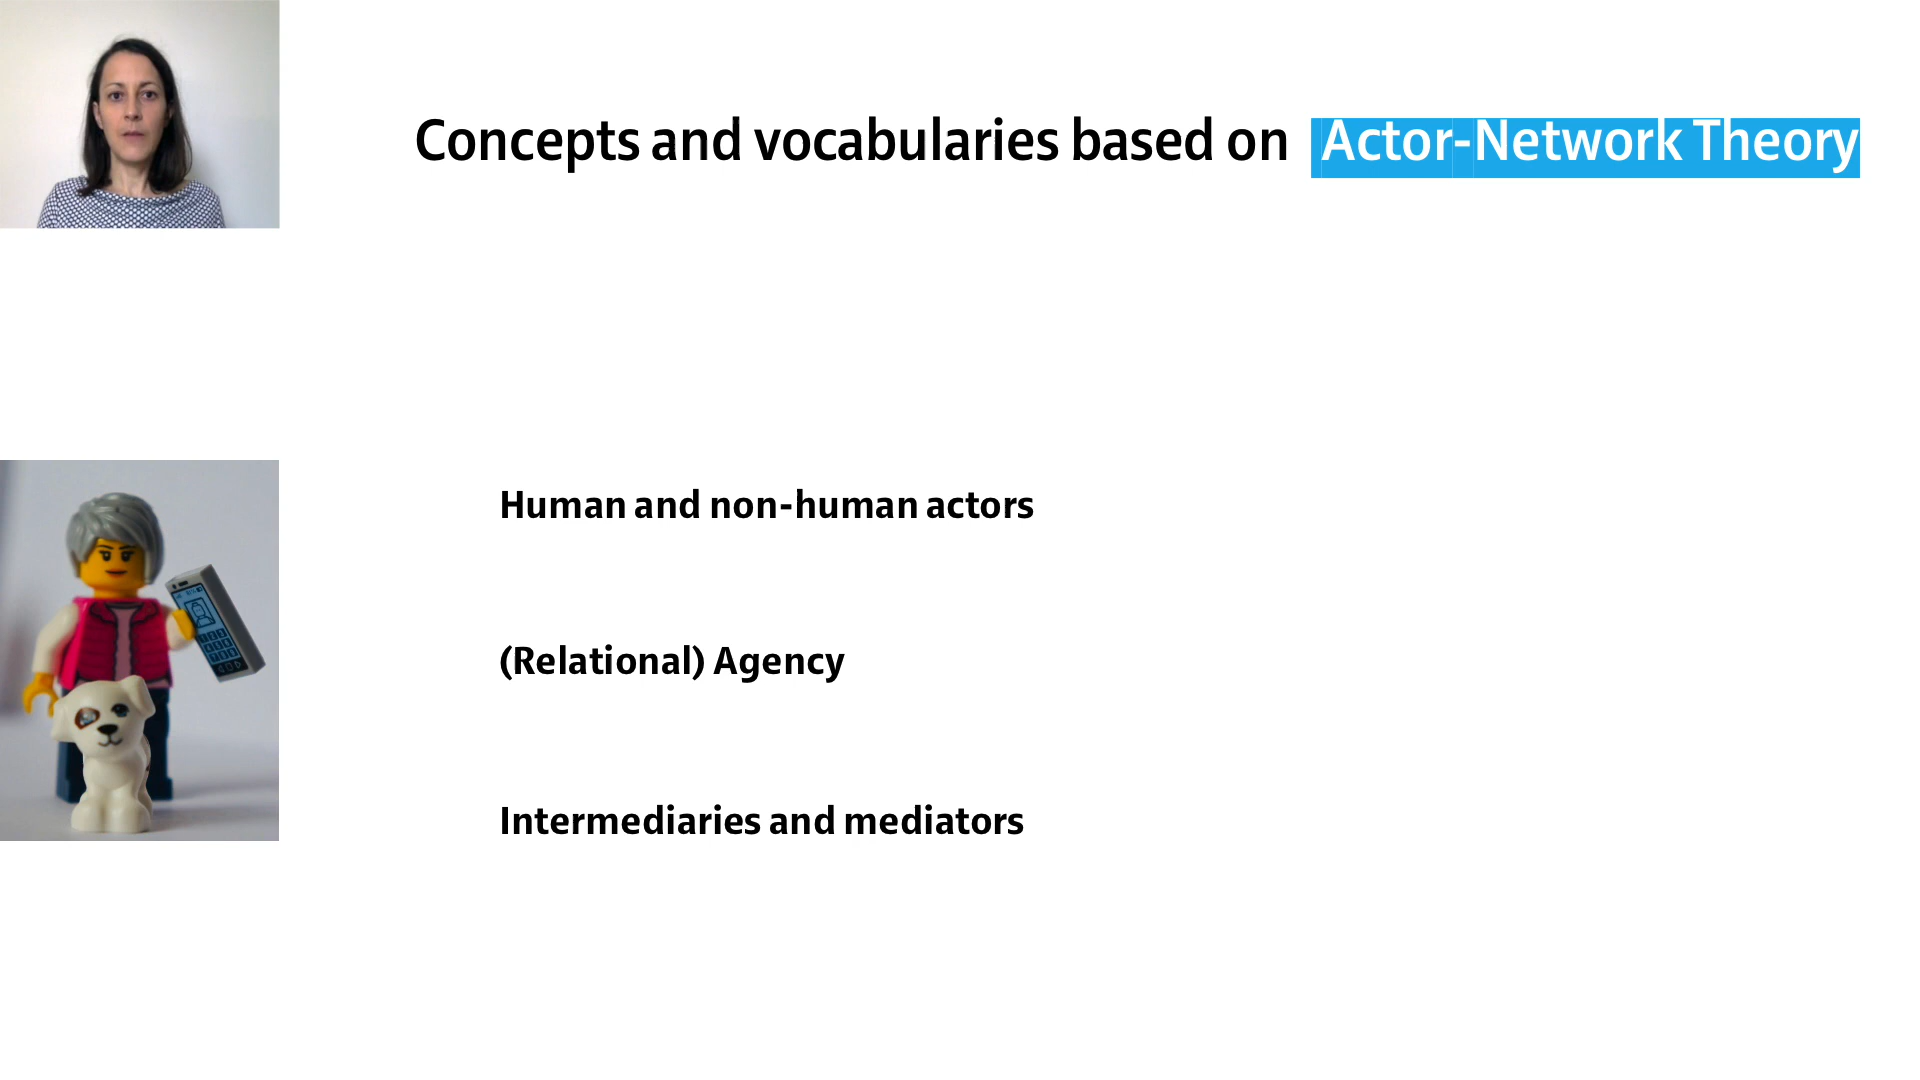 Concepts and vocabularies based on Actor-Network Theory
Human and non-human actors
(Relational) Agency
Intermediaries and mediators